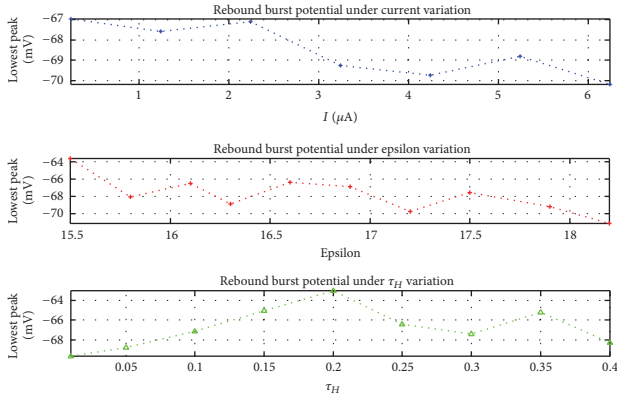 Rebound burst potential under current variation
Lowest peak
(mV)
−67
−68
−69
−70
1 2 3 4 5 6
I (μA)
Rebound burst potential under epsilon variation
Lowest peak
(mV)
−64
−66
−68
−70
15.5 16 16.5 17 17.5 18
Epsilon
Rebound burst potential under τH variation
Lowest peak
(mV)
−64
−66
−68
0.05 0.1 0.15 0.2 0.25 0.3 0.35 0.4
τH